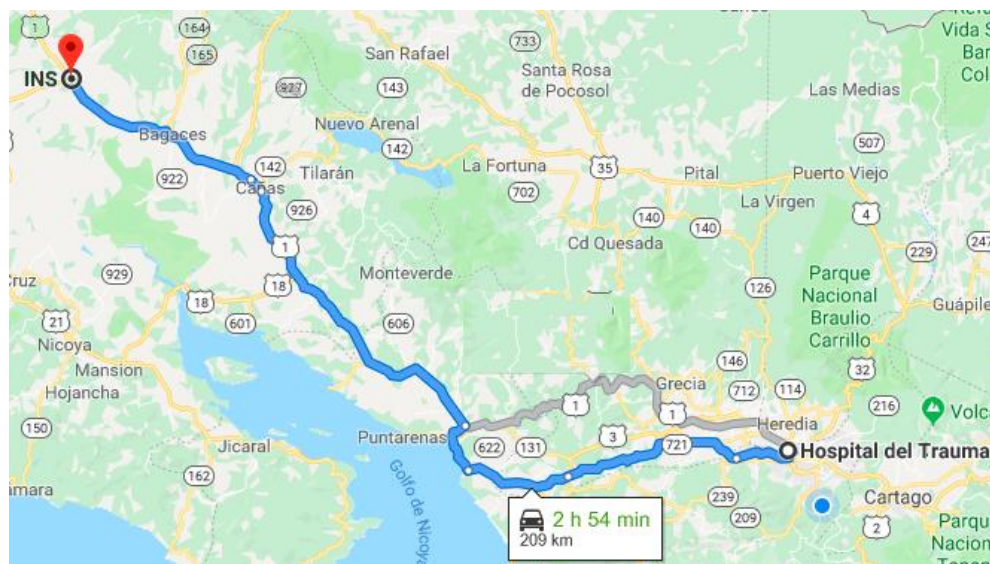 Vida S
Bar
Col
1
164
165
San Rafael
733
Santa Rosa
de Pocosol
Las Medias
INS
927
143
507
Bagaces
Nuevo Arenal
142
La Fortuna
35
Pital
Puerto Viejo
922
142
Tilarán
Cañas
702
La Virgen
926
140
140
4
247
1
Cd Quesada
229
929
Monteverde
126
Parque
Nacional
Braulio
Carrillo
Guápile
Cruz
18
18
601
606
21
Nicoya
Mansion
Hojancha
146
Grecia
712
114
32
150
1
1
Heredia
216
Volca
Puntarenas
622
131
3
721
Jicaral
Hospital del Trauma
162
Golfo de Nicoya
amara
239
209
Cartago
2 h 54 min
209 km
2
Parqu
Nacion